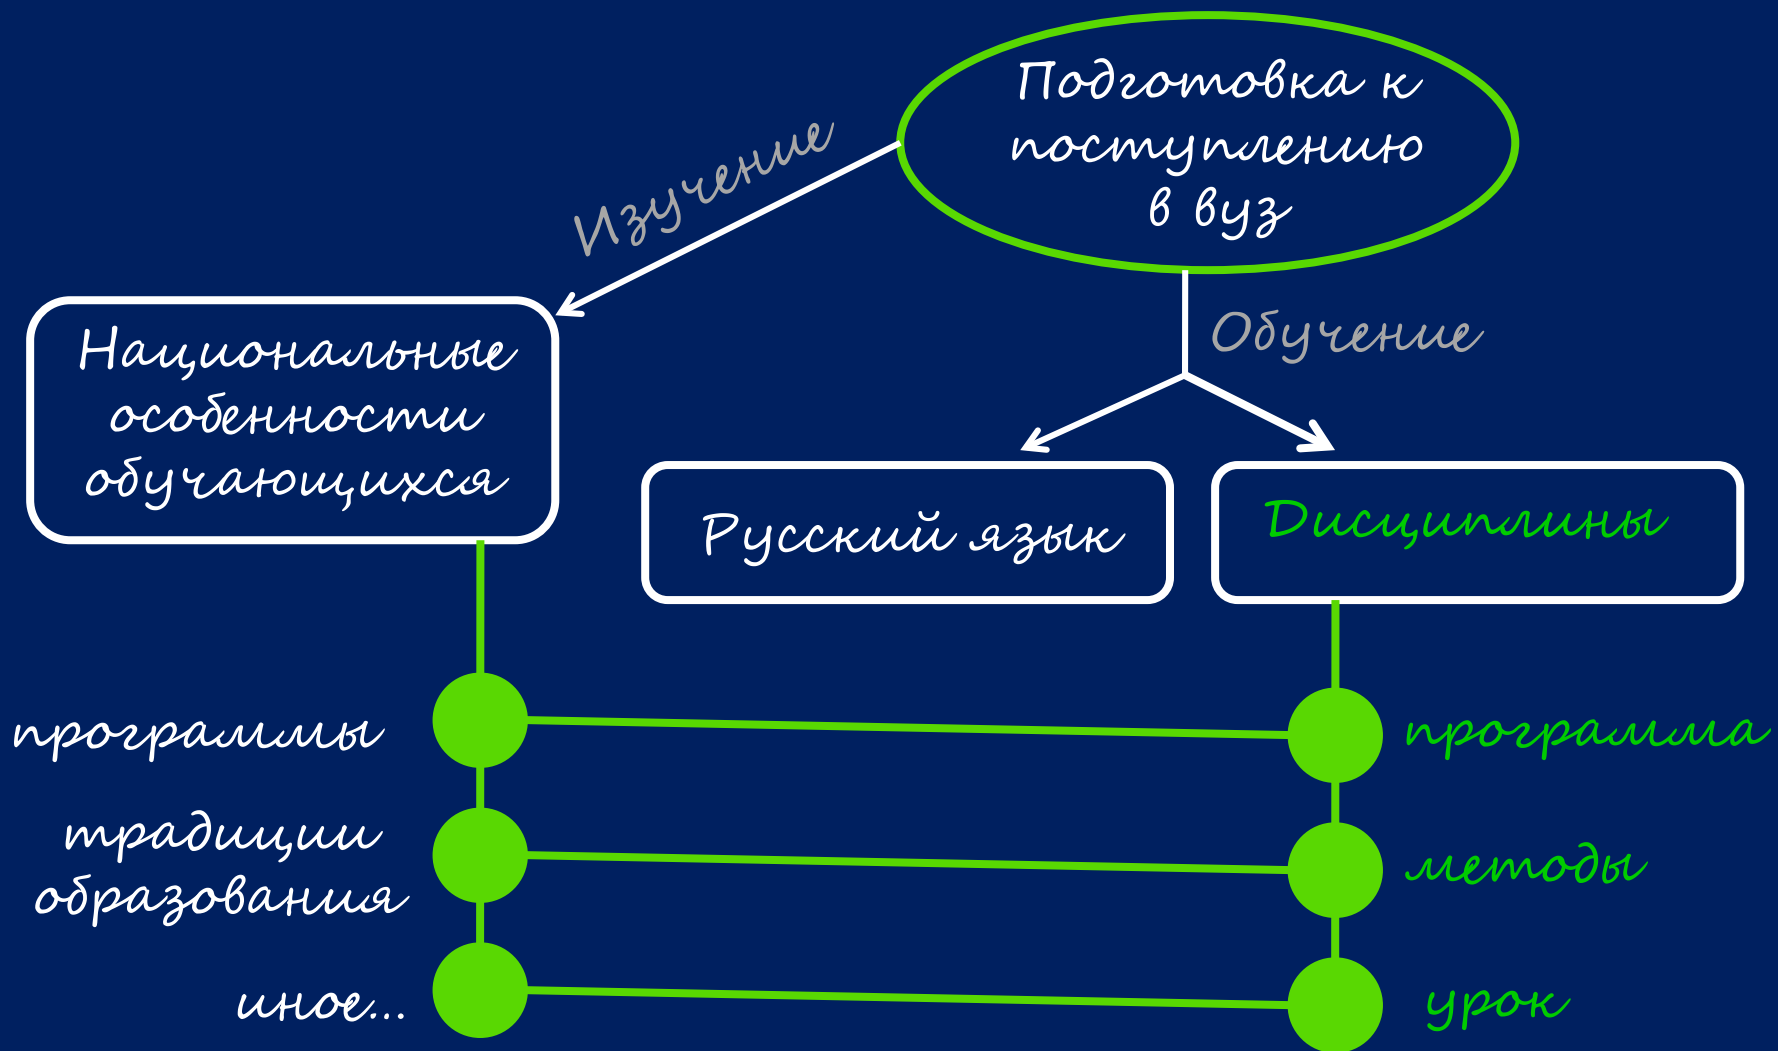 Подготовка к
поступлению
в вуз
Изучение
Обучение
Национальные
особенности
обучающихся
Русский язык
Дисциплины
программы
программа
традиции
образования
методы
иное...
урок